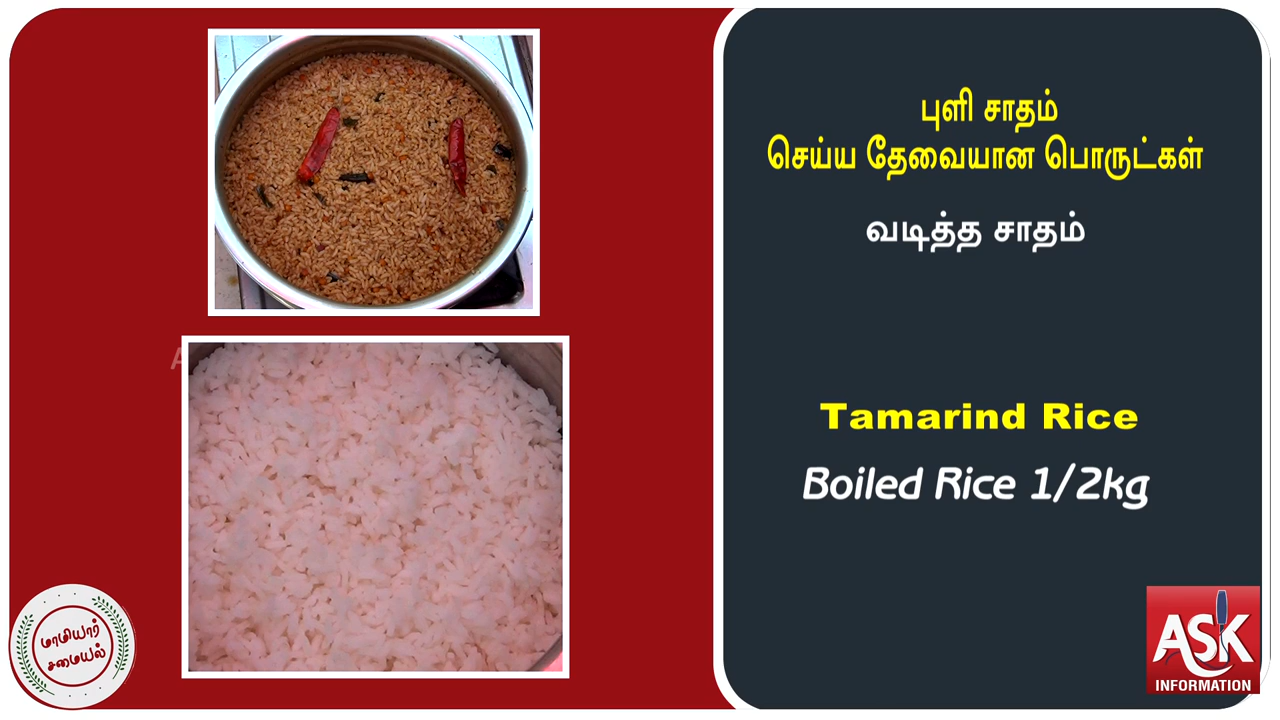 புளி சாதம்
செய்ய தேவையான பொருட்கள்
வடித்த சாதம்
Tamarind Rice
Boiled Rice 1/2kg
மாமியார்
சமையல்
ASK
INFORMATION